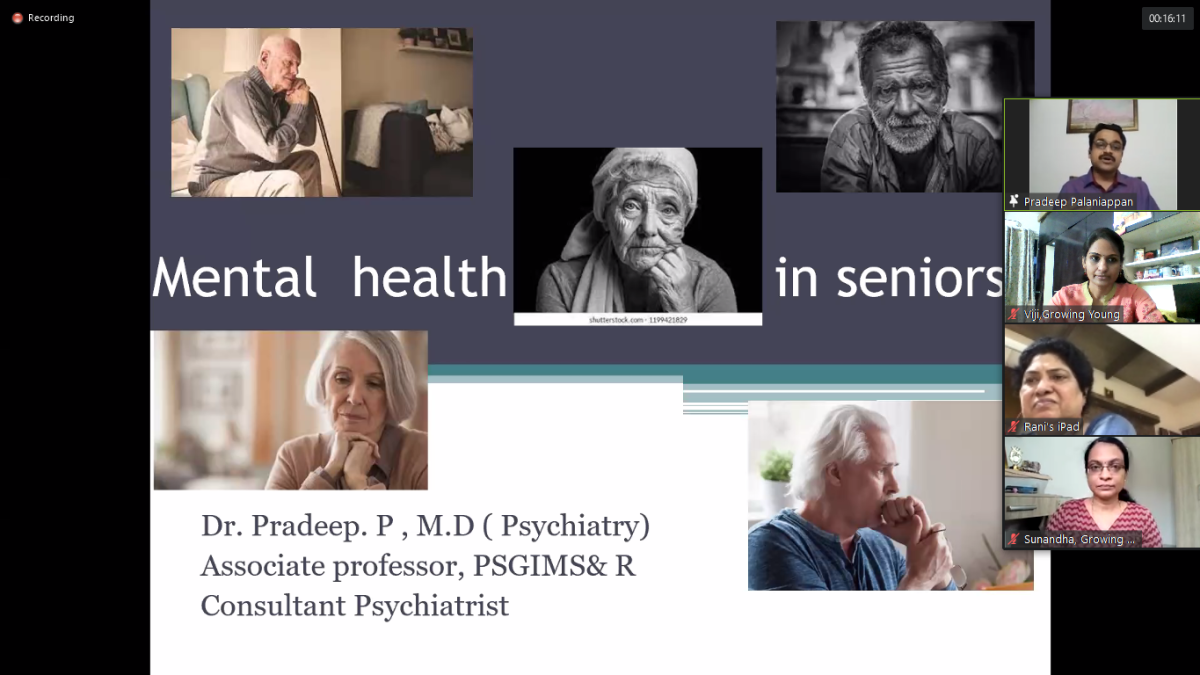 Recording
00:16:11
Mental health in seniors
shutterstock.com · 1199421829
Pradeep Palaniappan
Viji,Growing Young
Rani's iPad
Sunandha, Growing ...
Dr. Pradeep. P , M.D ( Psychiatry)
Associate professor, PSGIMS& R
Consultant Psychiatrist